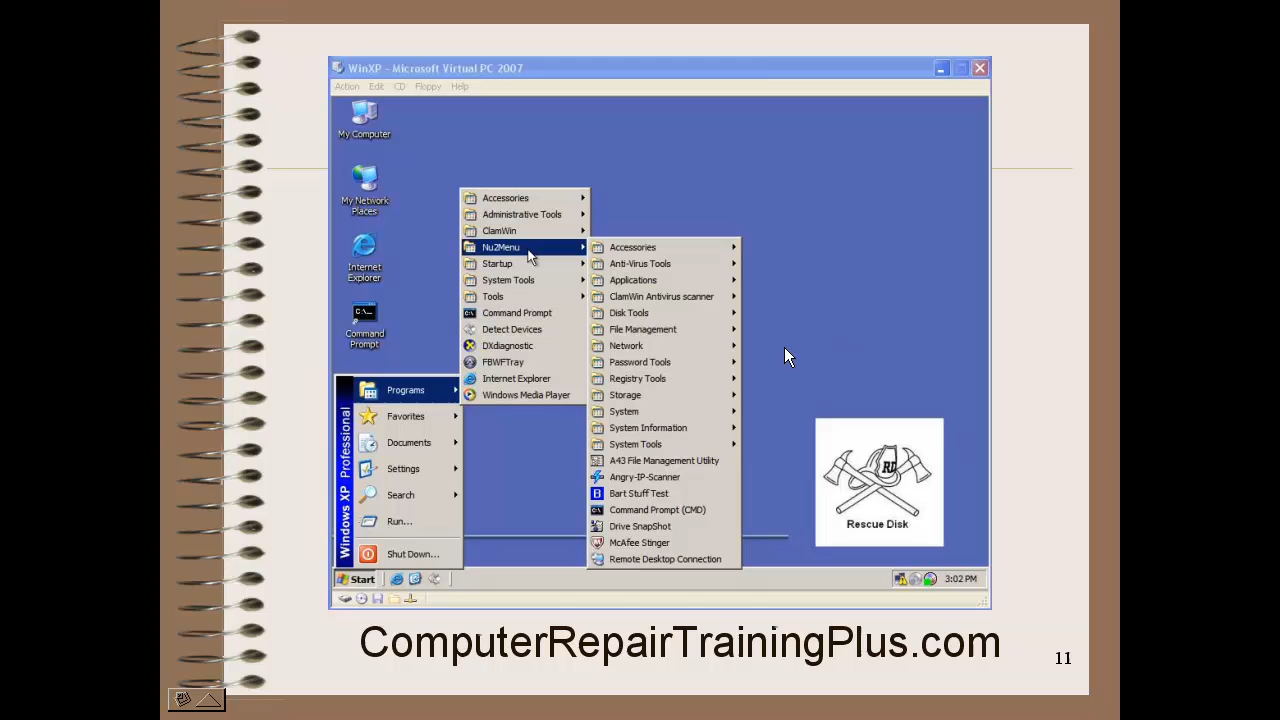 WinXP - Microsoft Virtual PC 2007
Action Edit CD Floppy Help
My Computer
My Network
Places
Internet
Explorer
Command
Prompt
Accessories
Administrative Tools
ClamWin
Nu2Menu
Startup
System Tools
Tools
Command Prompt
Detect Devices
DXdiagnostic
FBWFTray
Internet Explorer
Windows Media Player
Accessories
Anti-Virus Tools
Applications
ClamWin Antivirus scanner
Disk Tools
File Management
Network
Password Tools
Registry Tools
Storage
System
System Information
System Tools
A43 File Management Utility
Angry-IP-Scanner
Bart Stuff Test
Command Prompt (CMD)
Drive SnapShot
McAfee Stinger
Remote Desktop Connection
Windows XP Professional
Programs
Favorites
Documents
Settings
Search
Run...
Shut Down...
RD
Rescue Disk
Start
3:02 PM
ComputerRepairTrainingPlus.com
11